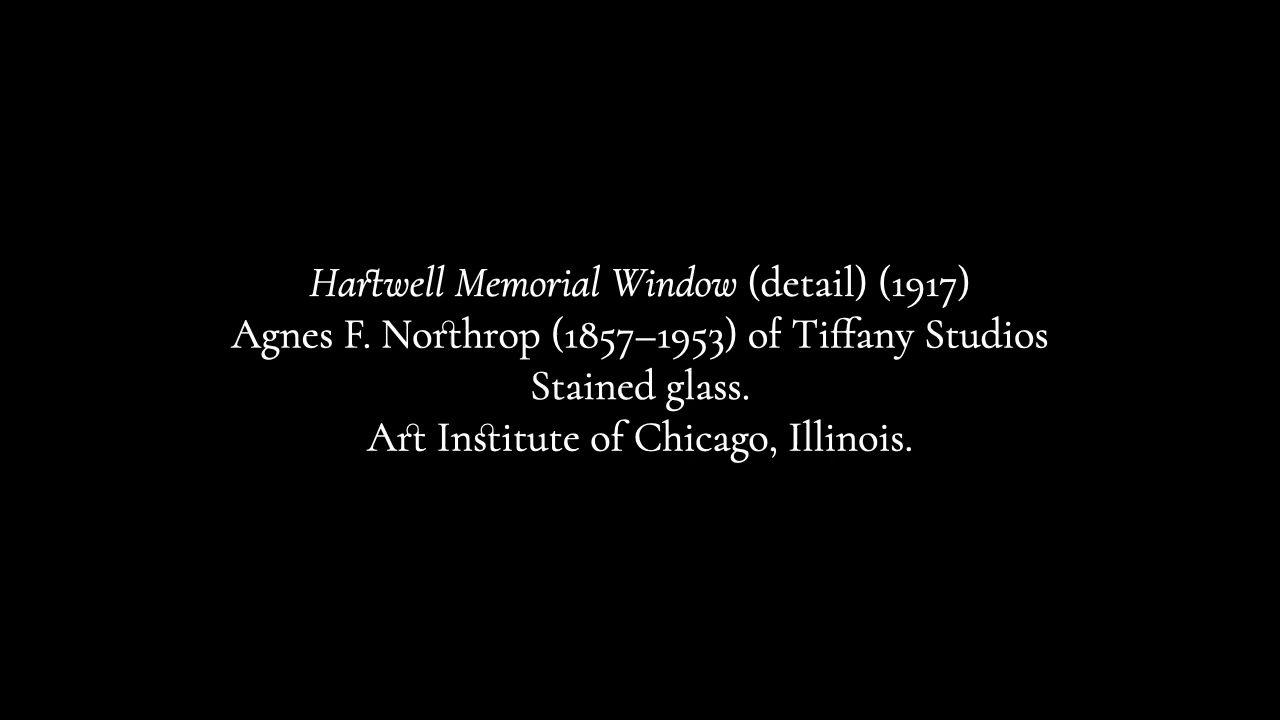 Hartwell Memorial Window (detail) (1917)
Agnes F. Northrop (1857–1953) of Tiffany Studios
Stained glass.
Art Institute of Chicago, Illinois.